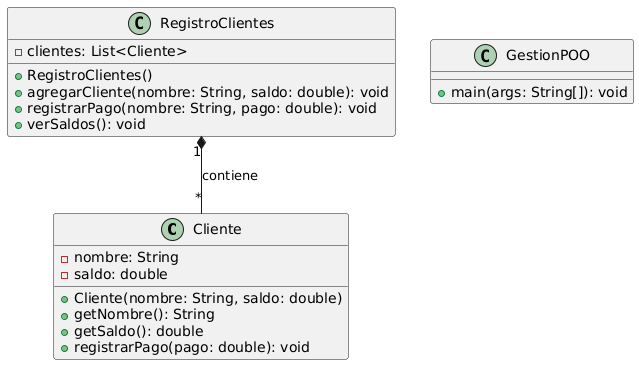 C RegistroClientes
clientes: List<Cliente>
RegistroClientes()
agregarCliente(nombre: String, saldo: double): void
registrarPago(nombre: String, pago: double): void
verSaldos(): void
C GestionPOO
main(args: String[]): void
1
contiene
*
C Cliente
nombre: String
saldo: double
Cliente(nombre: String, saldo: double)
getNombre(): String
getSaldo(): double
registrarPago(pago: double): void